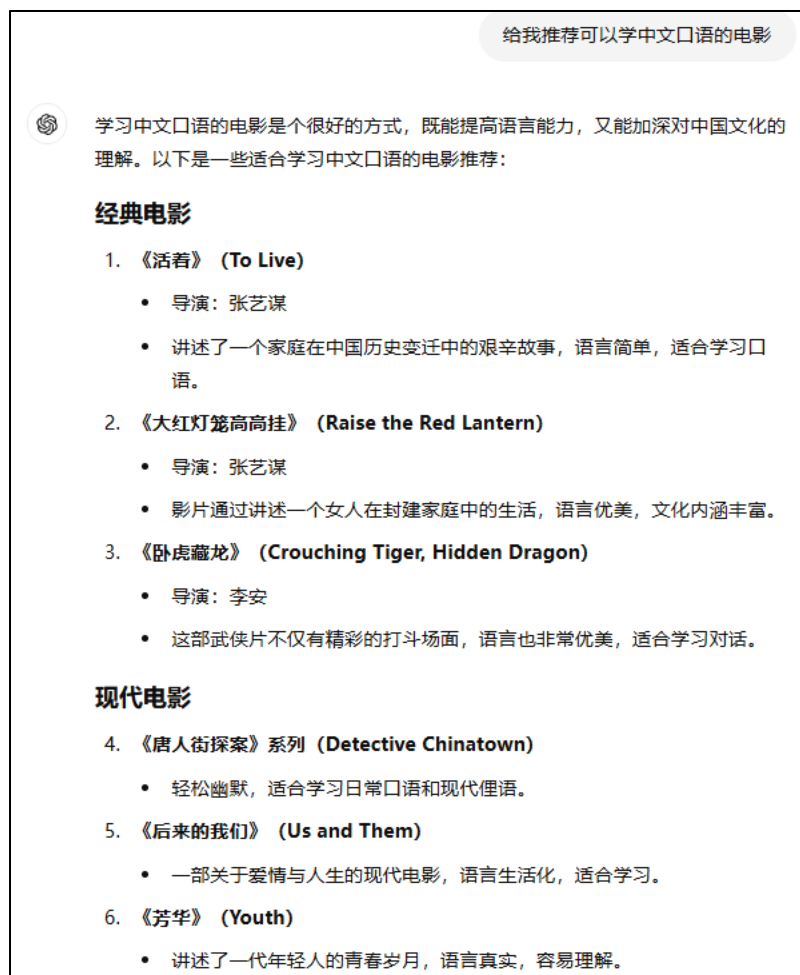 给我推荐可以学中文口语的电影
学习中文口语的电影是个很好的方式，既能提高语言能力，又能加深对中国文化的
理解。以下是一些适合学习中文口语的电影推荐：
经典电影
1. 《活着》（To Live）
• 导演：张艺谋
• 讲述了一个家庭在中国历史变迁中的艰辛故事，语言简单，适合学习口
语。
2. 《大红灯笼高高挂》（Raise the Red Lantern）
• 导演：张艺谋
• 影片通过讲述一个女人在封建家庭中的生活，语言优美，文化内涵丰富。
3. 《卧虎藏龙》（Crouching Tiger, Hidden Dragon）
• 导演：李安
• 这部武侠片不仅有精彩的打斗场面，语言也非常优美，适合学习对话。
现代电影
4. 《唐人街探案》系列（Detective Chinatown）
• 轻松幽默，适合学习日常口语和现代俚语。
5. 《后来的我们》（Us and Them）
• 一部关于爱情与人生的现代电影，语言生活化，适合学习。
6. 《芳华》（Youth）
• 讲述了一代年轻人的青春岁月，语言真实，容易理解。